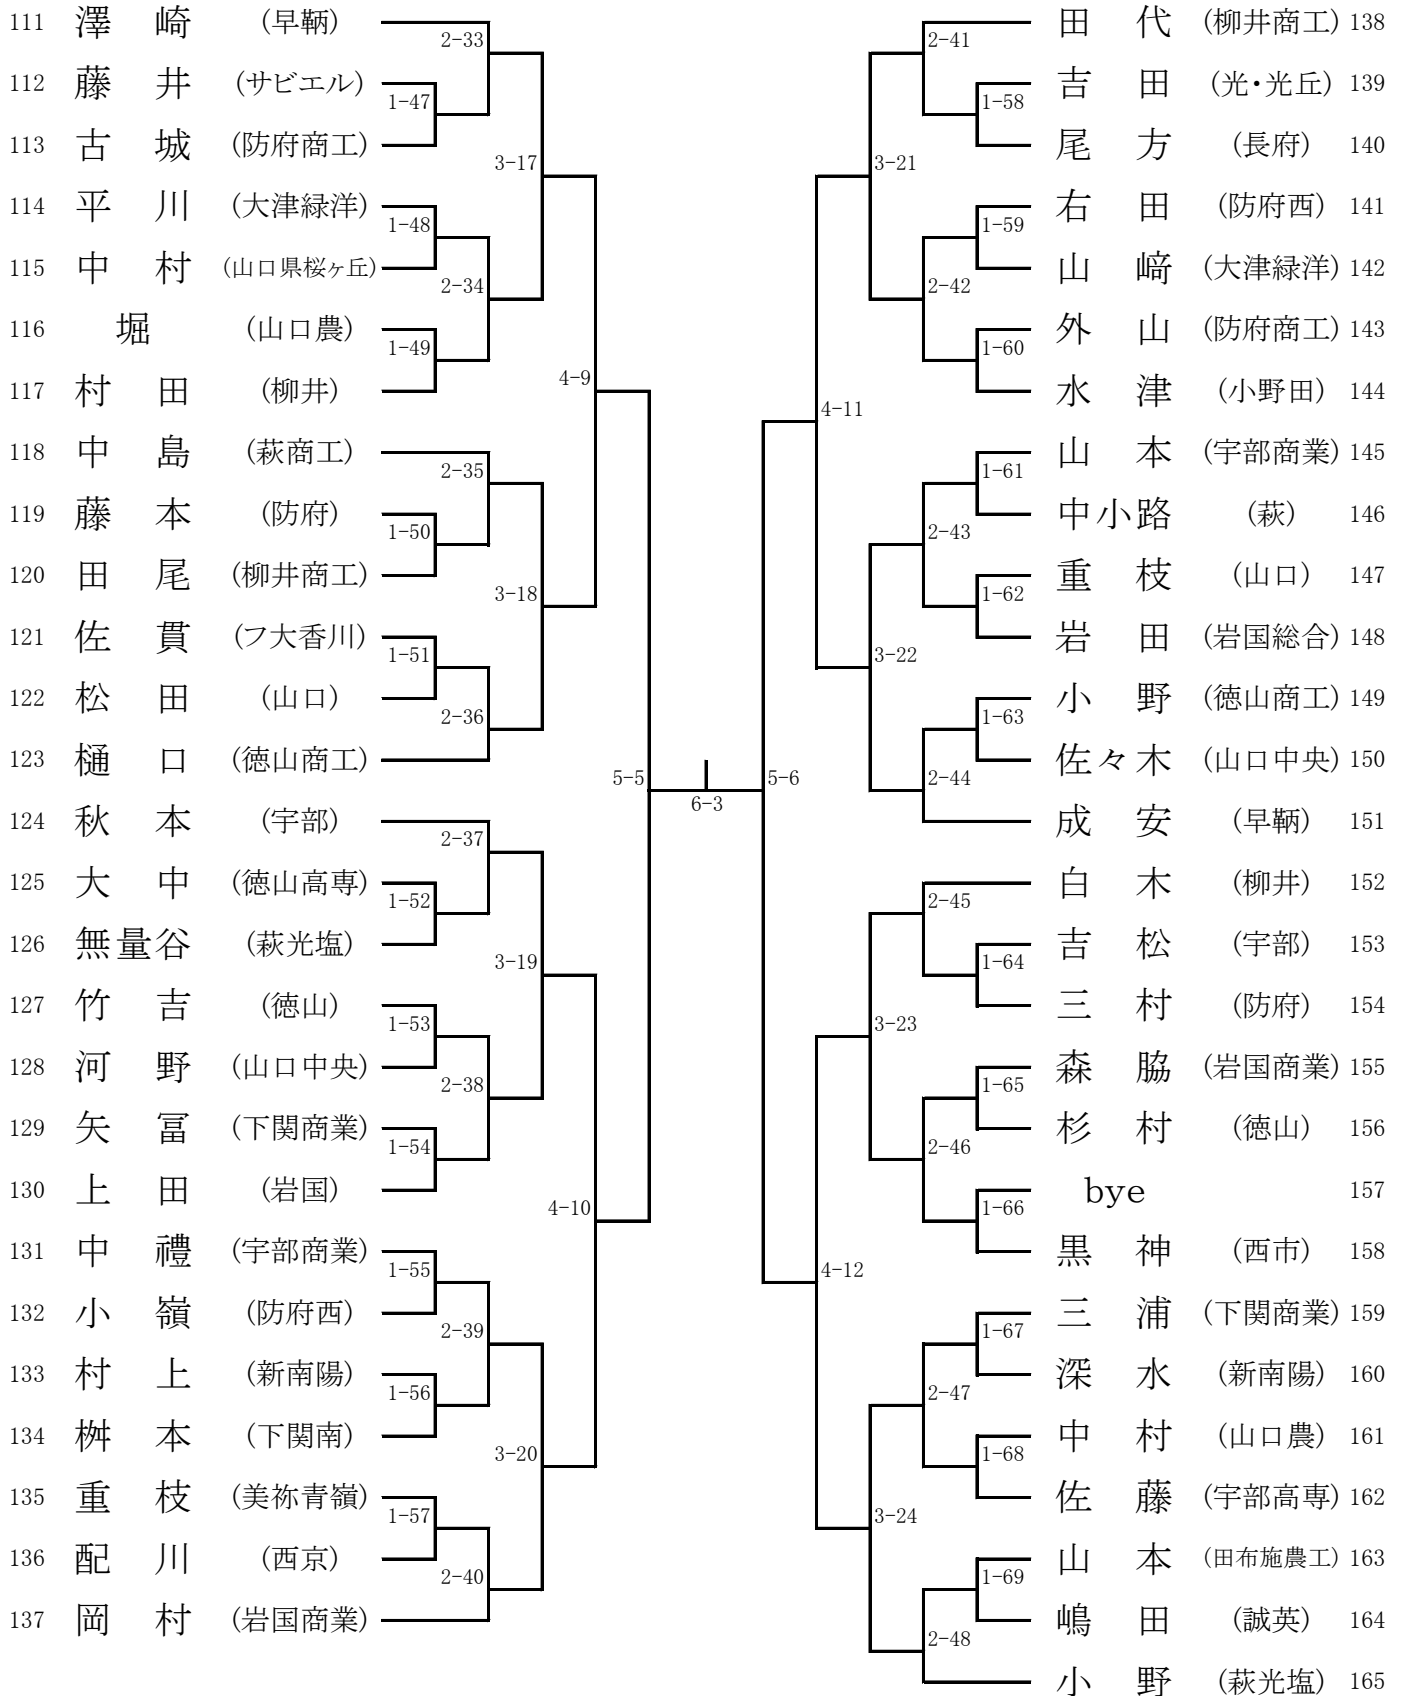 111 澤崎 (早鞆)
112 藤井 (サビエル)
113 古城 (防府商工)
114 平川 (大津緑洋)
115 中村 (山口県桜ヶ丘)
116 堀 (山口農)
117 村田 (柳井)
118 中島 (萩商工)
119 藤本 (防府)
120 田尾 (柳井商工)
121 佐貫 (フ大香川)
122 松田 (山口)
123 樋口 (徳山商工)
124 秋本 (宇部)
125 大中 (徳山高専)
126 無量谷 (萩光塩)
127 竹吉 (徳山)
128 河野 (山口中央)
129 矢冨 (下関商業)
130 上田 (岩国)
131 中禮 (宇部商業)
132 小嶺 (防府西)
133 村上 (新南陽)
134 桝本 (下関南)
135 重枝 (美祢青嶺)
136 配川 (西京)
137 岡村 (岩国商業)
2-33
1-47
3-17
1-48
2-34
1-49
4-9
2-35
1-50
3-18
1-51
2-36
5-5
2-37
1-52
3-19
1-53
2-38
1-54
4-10
1-55
2-39
1-56
3-20
1-57
2-40
6-3
2-41
1-58
3-21
1-59
2-42
1-60
4-11
1-61
2-43
1-62
3-22
1-63
2-44
5-6
2-45
1-64
3-23
1-65
2-46
1-66
4-12
1-67
2-47
1-68
3-24
1-69
2-48
田代 (柳井商工) 138
吉田 (光・光丘) 139
尾方 (長府) 140
右田 (防府西) 141
山﨑 (大津緑洋) 142
外山 (防府商工) 143
水津 (小野田) 144
山本 (宇部商業) 145
中小路 (萩) 146
重枝 (山口) 147
岩田 (岩国総合) 148
小野 (徳山商工) 149
佐々木 (山口中央) 150
成安 (早鞆) 151
白木 (柳井) 152
吉松 (宇部) 153
三村 (防府) 154
森脇 (岩国商業) 155
杉村 (徳山) 156
bye 157
黒神 (西市) 158
三浦 (下関商業) 159
深水 (新南陽) 160
中村 (山口農) 161
佐藤 (宇部高専) 162
山本 (田布施農工) 163
嶋田 (誠英) 164
小野 (萩光塩) 165